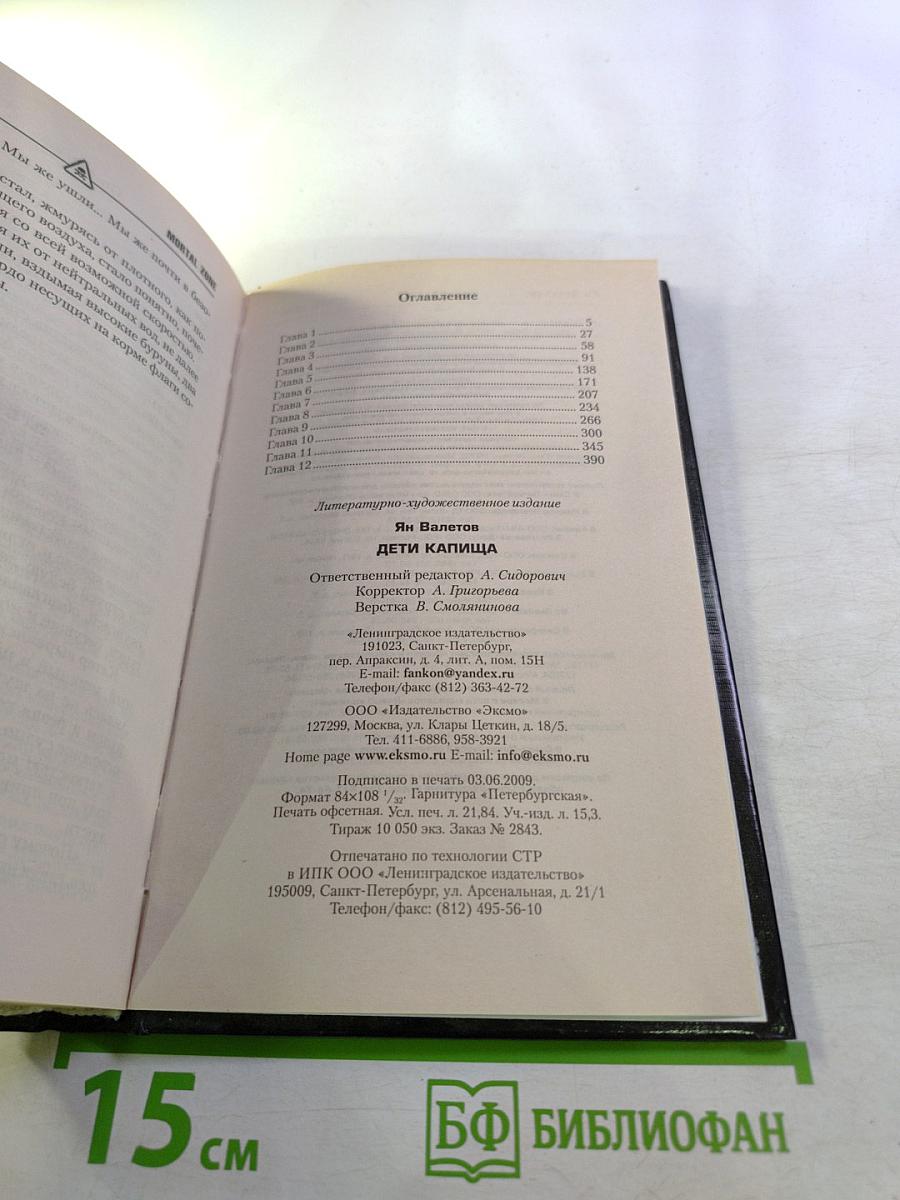 Мы же ушли... Мы же почти в безо-
MORTAL ZONE
стал, жмурясь от плотного, как по-
щего воздуха, стало понятно, поче-
я со всей возможной скоростью
я их от нейтральных вод, не далее
ди, вздымая высокие буруны, два
рдо несущих на корме флаги со-
Оглавление
Глава 1 5
Глава 2 27
Глава 3 58
Глава 4 91
Глава 5 138
Глава 6 171
Глава 7 207
Глава 8 234
Глава 9 266
Глава 10 300
Глава 11 345
Глава 12 390
Литературно-художественное издание
Ян Валетов
ДЕТИ КАПИЩА
Ответственный редактор А. Сидорович
Корректор А. Григорьева
Верстка В. Смолянинова
«Ленинградское издательство»
191023, Санкт-Петербург,
пер. Апраксин, д. 4, лит. А, пом. 15Н
E-mail: fankon@yandex.ru
Телефон/факс (812) 363-42-72
ООО «Издательство «Эксмо»
127299, Москва, ул. Клары Цеткин, д. 18/5.
Тел. 411-6886, 958-3921
Home page www.eksmo.ru E-mail: info@eksmo.ru
Подписано в печать 03.06.2009.
Формат 84×108 1/32. Гарнитура «Петербургская».
Печать офсетная. Усл. печ. л. 21,84. Уч.-изд. л. 15,3.
Тираж 10 050 экз. Заказ № 2843.
Отпечатано по технологии CTP
в ИПК ООО «Ленинградское издательство»
195009, Санкт-Петербург, ул. Арсенальная, д. 21/1
Телефон/факс: (812) 495-56-10
15 см
БФ БИБЛИОФАН